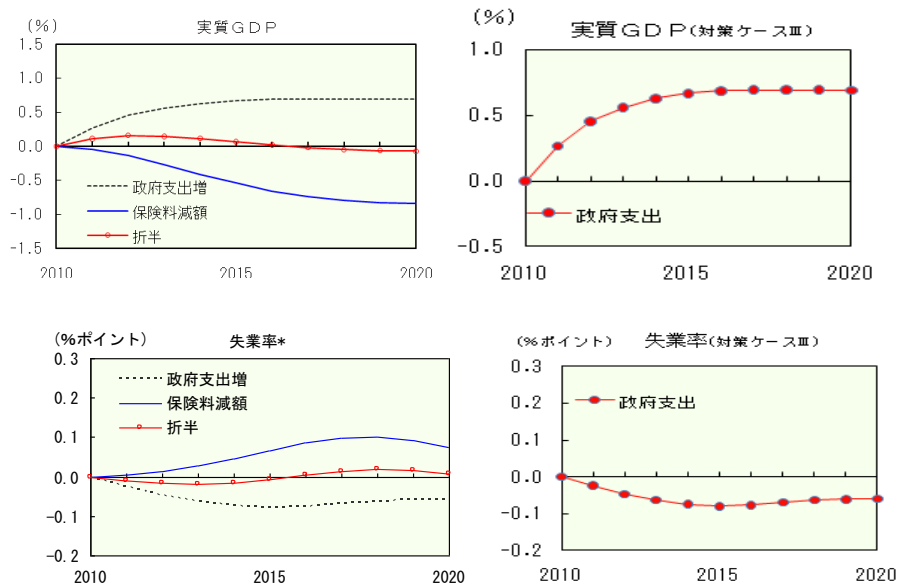 (%) 実質GDP
1.5
1.0
0.5
0.0
-0.5
-1.0
-1.5
政府支出増
保険料減額
折半
2010 2015 2020
(%) 実質GDP(対策ケースⅢ)
1.0
0.5
0.0
-0.5
政府支出
2010 2015 2020
(%ポイント) 失業率*
0.3
0.2
0.1
0.0
-0.1
-0.2
政府支出増
保険料減額
折半
2010 2015 2020
(%ポイント) 失業率(対策ケースⅢ)
0.3
0.2
0.1
0.0
-0.1
-0.2
政府支出
2010 2015 2020